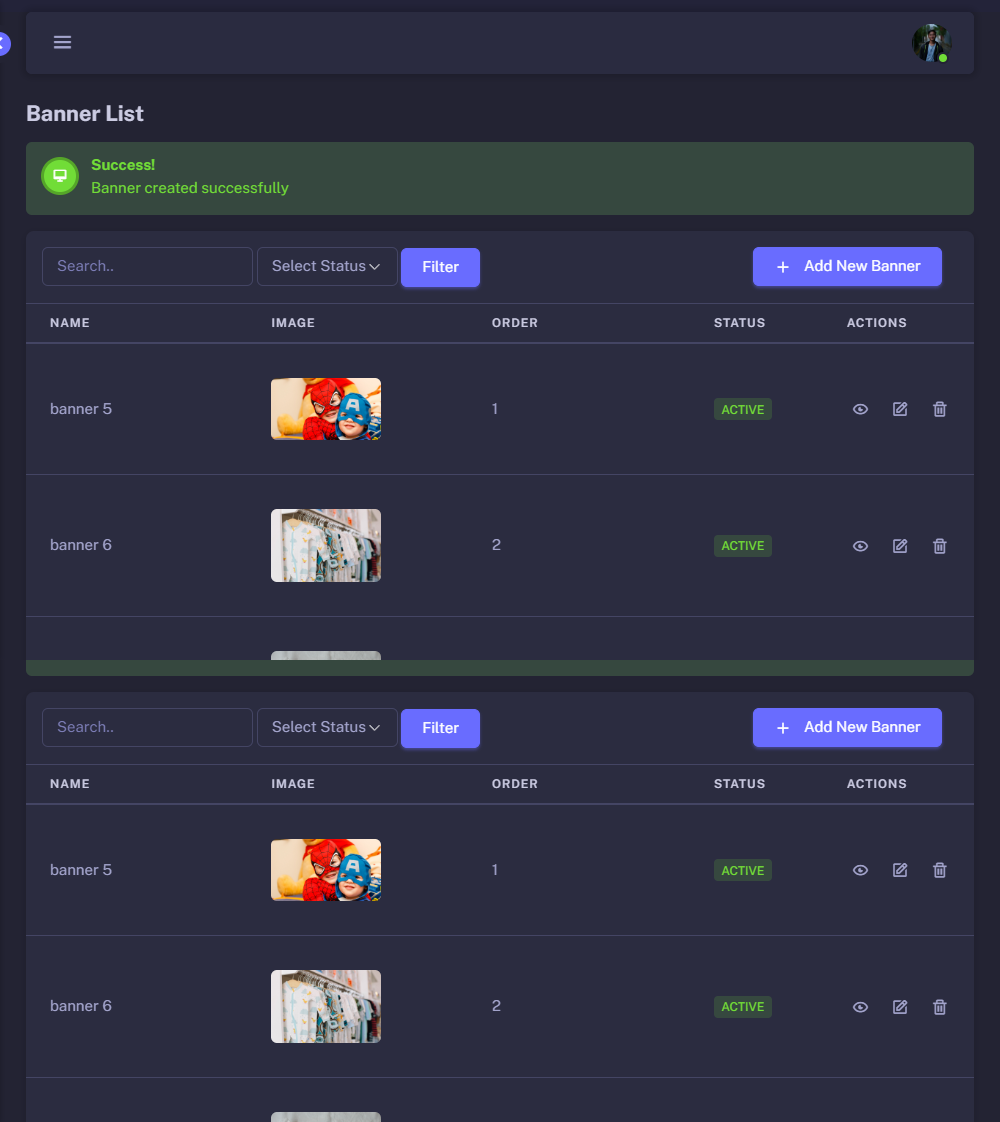 Banner List
Success!
Banner created successfully
Search.. Select Status Filter + Add New Banner
NAME IMAGE ORDER STATUS ACTIONS
banner 5 1 ACTIVE
banner 6 2 ACTIVE
Search.. Select Status Filter + Add New Banner
NAME IMAGE ORDER STATUS ACTIONS
banner 5 1 ACTIVE
banner 6 2 ACTIVE